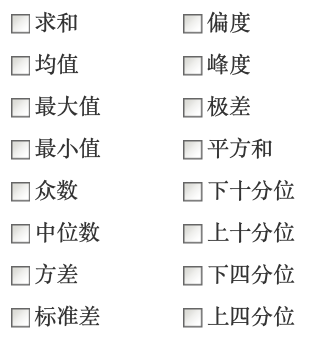 求和 偏度
均值 峰度
最大值 极差
最小值 平方和
众数 下十分位
中位数 上十分位
方差 下四分位
标准差 上四分位